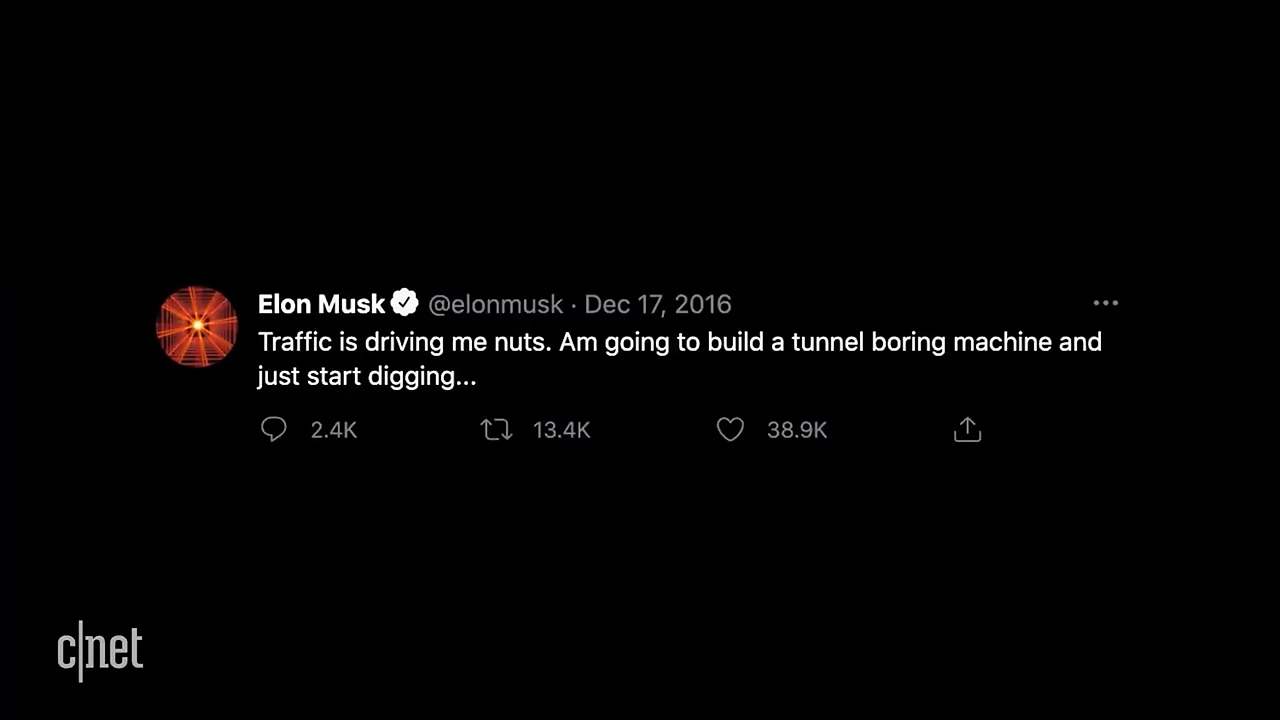 Elon Musk @elonmusk · Dec 17, 2016
Traffic is driving me nuts. Am going to build a tunnel boring machine and
just start digging...
2.4K 13.4K 38.9K
c|net